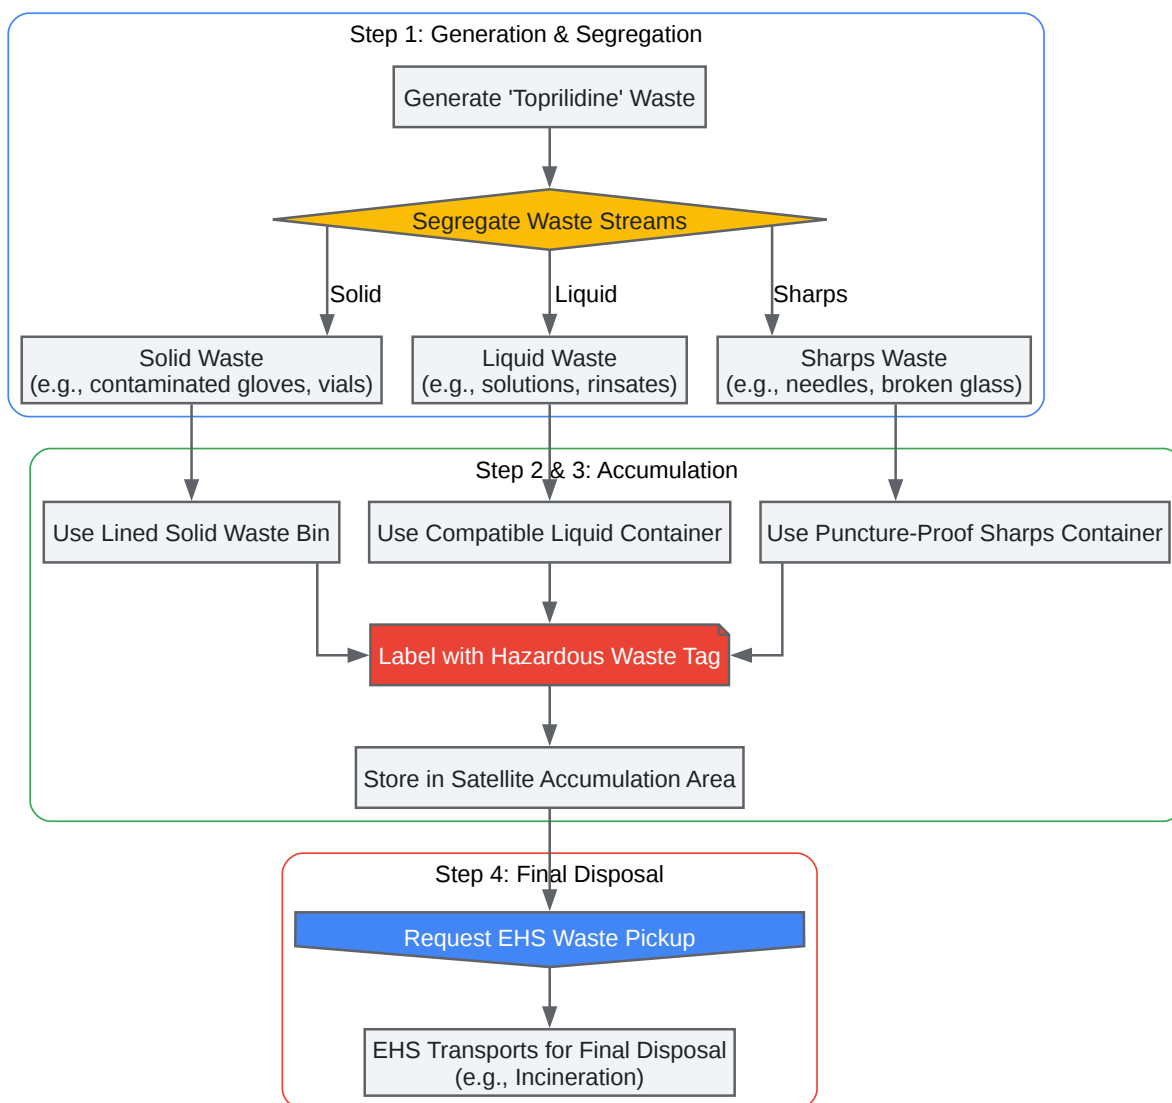 Step 1: Generation & Segregation
Generate 'Toprilidine' Waste
Segregate Waste Streams
Solid
Liquid
Sharps
Solid Waste
(e.g., contaminated gloves, vials)
Liquid Waste
(e.g., solutions, rinsates)
Sharps Waste
(e.g., needles, broken glass)
Step 2 & 3: Accumulation
Use Lined Solid Waste Bin
Use Compatible Liquid Container
Use Puncture-Proof Sharps Container
Label with Hazardous Waste Tag
Store in Satellite Accumulation Area
Step 4: Final Disposal
Request EHS Waste Pickup
EHS Transports for Final Disposal
(e.g., Incineration)